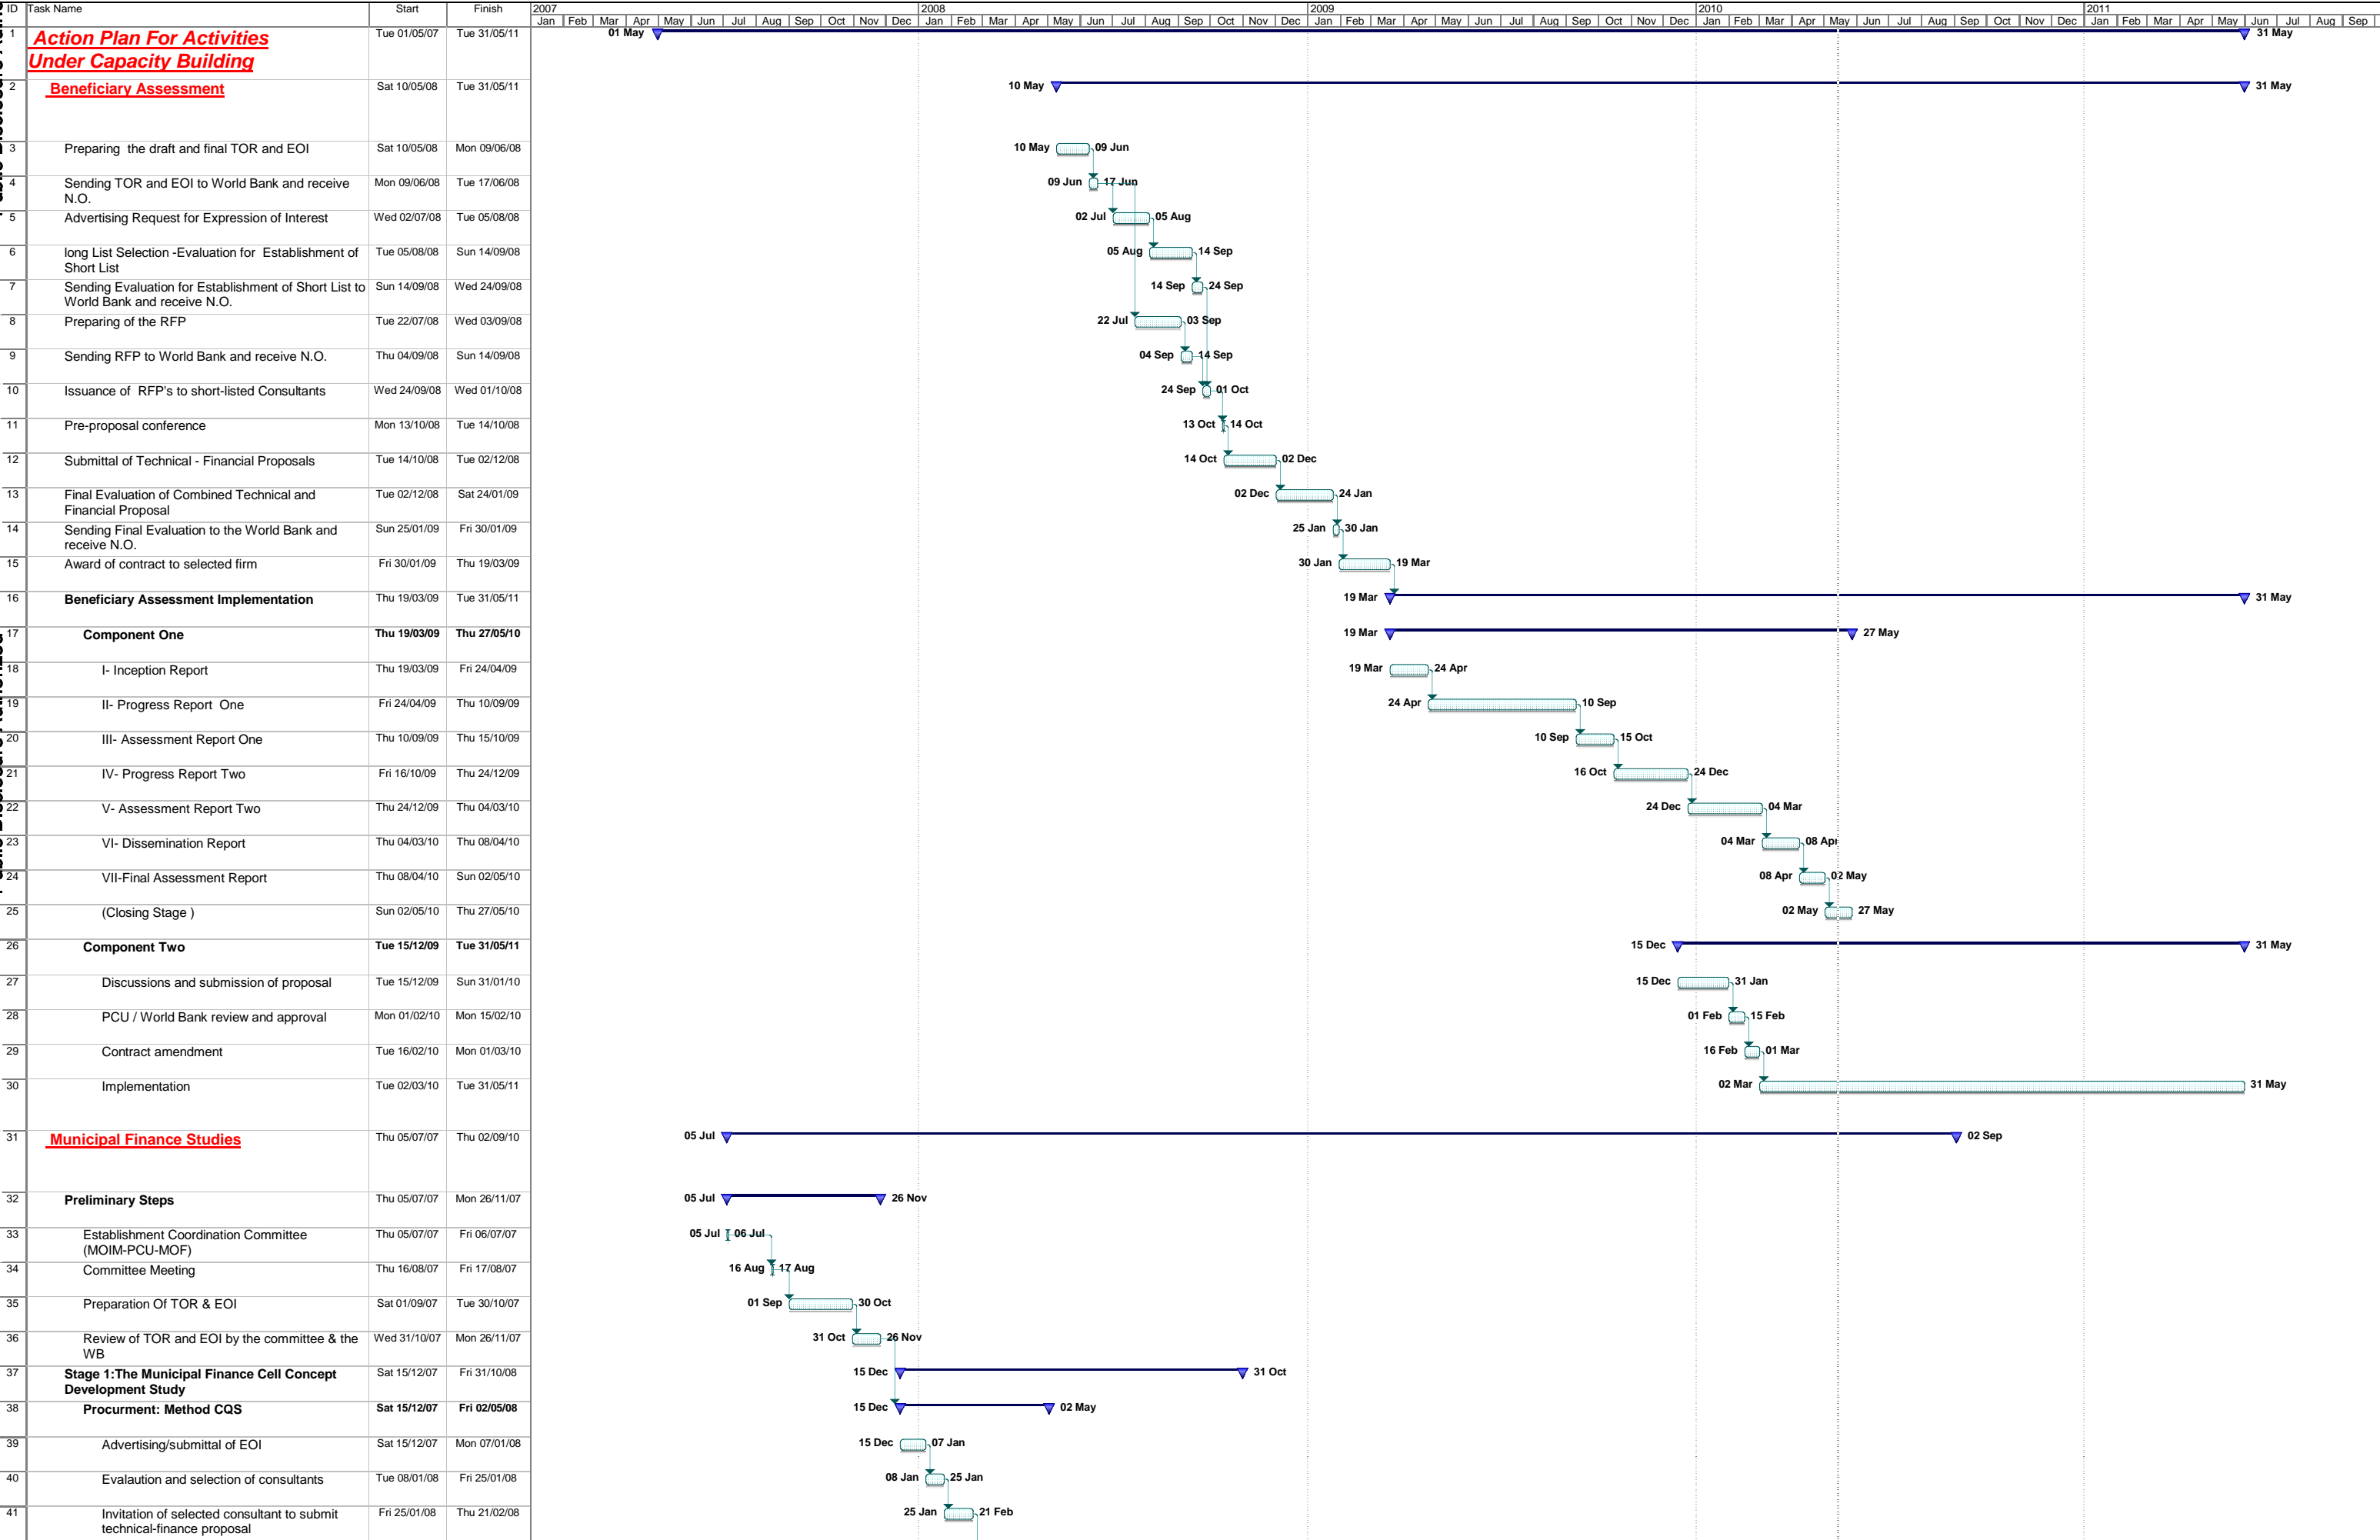 ID Task Name Start Finish 2007 2008 2009 2010 2011
Jan Feb Mar Apr May Jun Jul Aug Sep Oct Nov Dec Jan Feb Mar Apr May Jun Jul Aug Sep Oct Nov Dec Jan Feb Mar Apr May Jun Jul Aug Sep Oct Nov Dec Jan Feb Mar Apr May Jun Jul Aug Sep Oct Nov Dec Jan Feb Mar Apr May Jun Jul Aug Sep
1 Action Plan For Activities Tue 01/05/07 Tue 31/05/11 01 May 31 May
Under Capacity Building
2 Beneficiary Assessment Sat 10/05/08 Tue 31/05/11 10 May 31 May
3 Preparing the draft and final TOR and EOI Sat 10/05/08 Mon 09/06/08 10 May 09 Jun
4 Sending TOR and EOI to World Bank and receive Mon 09/06/08 Tue 17/06/08 09 Jun 17 Jun
N.O.
5 Advertising Request for Expression of Interest Wed 02/07/08 Tue 05/08/08 02 Jul 05 Aug
6 long List Selection -Evaluation for Establishment of Tue 05/08/08 Sun 14/09/08 05 Aug 14 Sep
Short List
7 Sending Evaluation for Establishment of Short List to Sun 14/09/08 Wed 24/09/08 14 Sep 24 Sep
World Bank and receive N.O.
8 Preparing of the RFP Tue 22/07/08 Wed 03/09/08 22 Jul 03 Sep
9 Sending RFP to World Bank and receive N.O. Thu 04/09/08 Sun 14/09/08 04 Sep 14 Sep
10 Issuance of RFP's to short-listed Consultants Wed 24/09/08 Wed 01/10/08 24 Sep 01 Oct
11 Pre-proposal conference Mon 13/10/08 Tue 14/10/08 13 Oct 14 Oct
12 Submittal of Technical - Financial Proposals Tue 14/10/08 Tue 02/12/08 14 Oct 02 Dec
13 Final Evaluation of Combined Technical and Tue 02/12/08 Sat 24/01/09 02 Dec 24 Jan
Financial Proposal
14 Sending Final Evaluation to the World Bank and Sun 25/01/09 Fri 30/01/09 25 Jan 30 Jan
receive N.O.
15 Award of contract to selected firm Fri 30/01/09 Thu 19/03/09 30 Jan 19 Mar
16 Beneficiary Assessment Implementation Thu 19/03/09 Tue 31/05/11 19 Mar 31 May
17 Component One Thu 19/03/09 Thu 27/05/10 19 Mar 27 May
18 I- Inception Report Thu 19/03/09 Fri 24/04/09 19 Mar 24 Apr
19 II- Progress Report One Fri 24/04/09 Thu 10/09/09 24 Apr 10 Sep
20 III- Assessment Report One Thu 10/09/09 Thu 15/10/09 10 Sep 15 Oct
21 IV- Progress Report Two Fri 16/10/09 Thu 24/12/09 16 Oct 24 Dec
22 V- Assessment Report Two Thu 24/12/09 Thu 04/03/10 24 Dec 04 Mar
23 VI- Dissemination Report Thu 04/03/10 Thu 08/04/10 04 Mar 08 Apr
24 VII-Final Assessment Report Thu 08/04/10 Sun 02/05/10 08 Apr 02 May
25 (Closing Stage ) Sun 02/05/10 Thu 27/05/10 02 May 27 May
26 Component Two Tue 15/12/09 Tue 31/05/11 15 Dec 31 May
27 Discussions and submission of proposal Tue 15/12/09 Sun 31/01/10 15 Dec 31 Jan
28 PCU / World Bank review and approval Mon 01/02/10 Mon 15/02/10 01 Feb 15 Feb
29 Contract amendment Tue 16/02/10 Mon 01/03/10 16 Feb 01 Mar
30 Implementation Tue 02/03/10 Tue 31/05/11 02 Mar 31 May
31 Municipal Finance Studies Thu 05/07/07 Thu 02/09/10 05 Jul 02 Sep
32 Preliminary Steps Thu 05/07/07 Mon 26/11/07 05 Jul 26 Nov
33 Establishment Coordination Committee Thu 05/07/07 Fri 06/07/07 05 Jul 06 Jul
(MOIM-PCU-MOF)
34 Committee Meeting Thu 16/08/07 Fri 17/08/07 16 Aug 17 Aug
35 Preparation Of TOR & EOI Sat 01/09/07 Tue 30/10/07 01 Sep 30 Oct
36 Review of TOR and EOI by the committee & the Wed 31/10/07 Mon 26/11/07 31 Oct 26 Nov
WB
37 Stage 1:The Municipal Finance Cell Concept Sat 15/12/07 Fri 31/10/08 15 Dec 31 Oct
Development Study
38 Procurment: Method CQS Sat 15/12/07 Fri 02/05/08 15 Dec 02 May
39 Advertising/submittal of EOI Sat 15/12/07 Mon 07/01/08 15 Dec 07 Jan
40 Evalaution and selection of consultants Tue 08/01/08 Fri 25/01/08 08 Jan 25 Jan
41 Invitation of selected consultant to submit Fri 25/01/08 Thu 21/02/08 25 Jan 21 Feb
technical-finance proposal